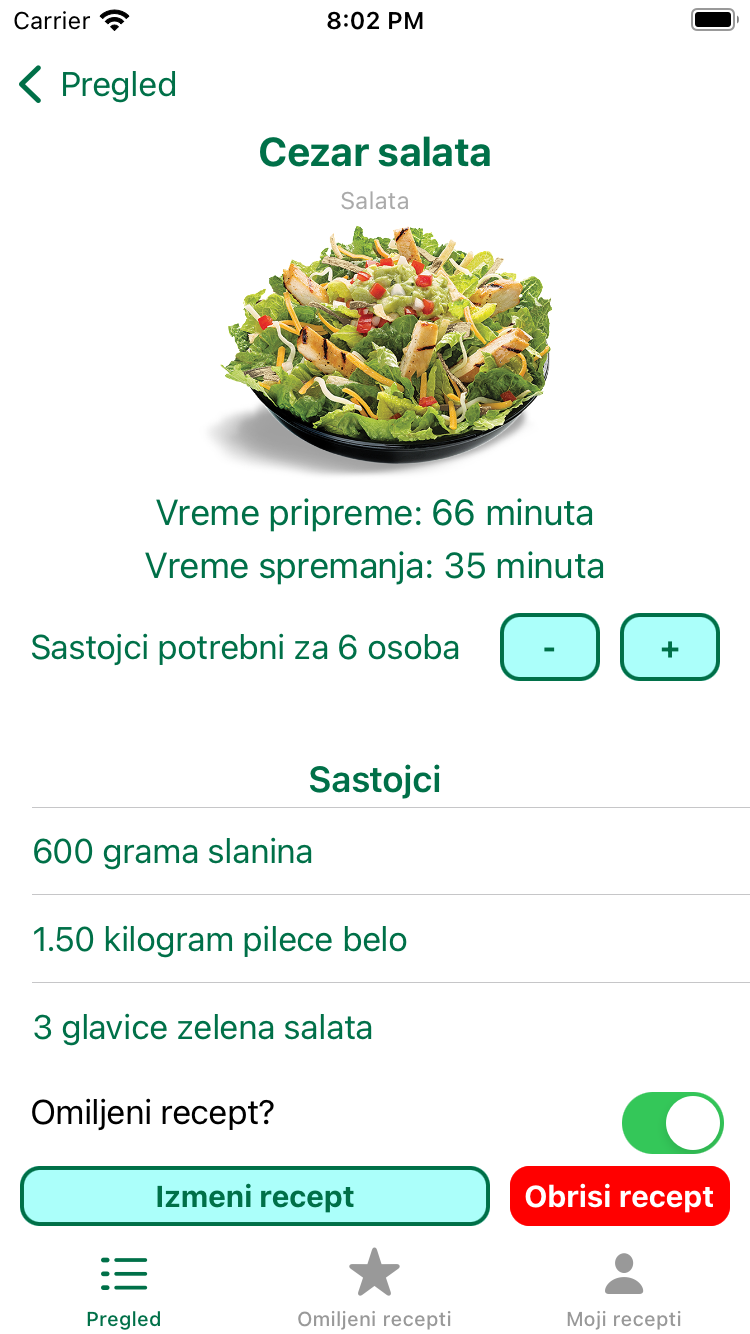 Carrier 8:02 PM
Pregled
Cezar salata
Salata
Vreme pripreme: 66 minuta
Vreme spremanja: 35 minuta
Sastojci potrebni za 6 osoba - +
Sastojci
600 grama slanina
1.50 kilogram pilece belo
3 glavice zelena salata
Omiljeni recept?
Izmeni recept Obrisi recept
Pregled Omiljeni recepti Moji recepti